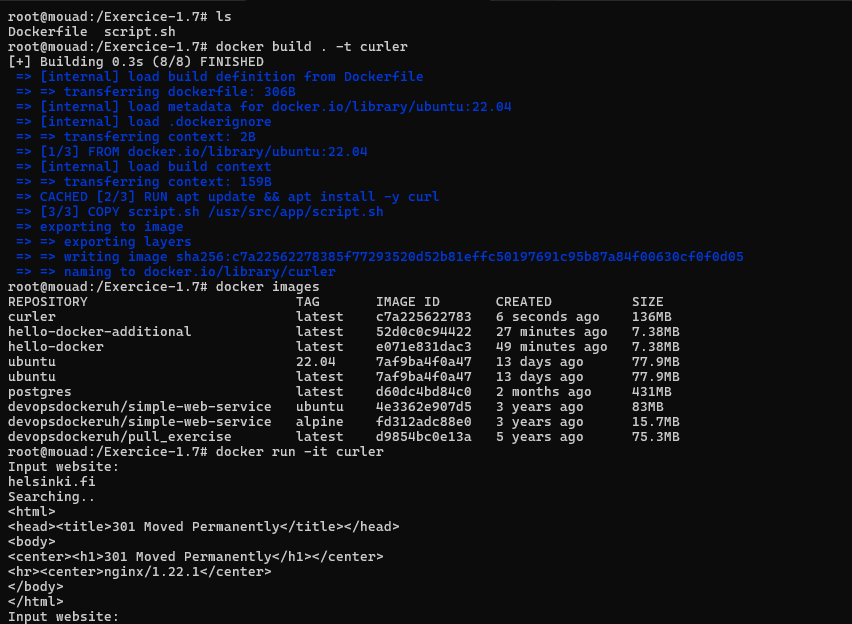 root@mouad:/Exercice-1.7# ls
Dockerfile  script.sh
root@mouad:/Exercice-1.7# docker build . -t curler
[+] Building 0.3s (8/8) FINISHED
 => [internal] load build definition from Dockerfile
 => => transferring dockerfile: 306B
 => [internal] load metadata for docker.io/library/ubuntu:22.04
 => [internal] load .dockerignore
 => => transferring context: 2B
 => [1/3] FROM docker.io/library/ubuntu:22.04
 => [internal] load build context
 => => transferring context: 159B
 => CACHED [2/3] RUN apt update && apt install -y curl
 => [3/3] COPY script.sh /usr/src/app/script.sh
 => exporting to image
 => => exporting layers
 => => writing image sha256:c7a22562278385f77293520d52b81effc50197691c95b87a84f00630cf0f0d05
 => => naming to docker.io/library/curler
root@mouad:/Exercice-1.7# docker images
REPOSITORY                          TAG       IMAGE ID       CREATED          SIZE
curler                              latest    c7a225622783   6 seconds ago    136MB
hello-docker-additional             latest    52d0c0c94422   27 minutes ago   7.38MB
hello-docker                        latest    e071e831dac3   49 minutes ago   7.38MB
ubuntu                              22.04     7af9ba4f0a47   13 days ago      77.9MB
ubuntu                              latest    7af9ba4f0a47   13 days ago      77.9MB
postgres                            latest    d60dc4bd84c0   2 months ago     431MB
devopsdockeruh/simple-web-service   ubuntu    4e3362e907d5   3 years ago      83MB
devopsdockeruh/simple-web-service   alpine    fd312adc88e0   3 years ago      15.7MB
devopsdockeruh/pull_exercise        latest    d9854bc0e13a   5 years ago      75.3MB
root@mouad:/Exercice-1.7# docker run -it curler
Input website:
helsinki.fi
Searching..
<html>
<head><title>301 Moved Permanently</title></head>
<body>
<center><h1>301 Moved Permanently</h1></center>
<hr><center>nginx/1.22.1</center>
</body>
</html>
Input website: